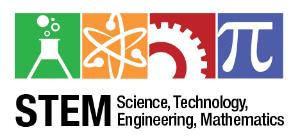 π
STEM Science, Technology,
Engineering, Mathematics